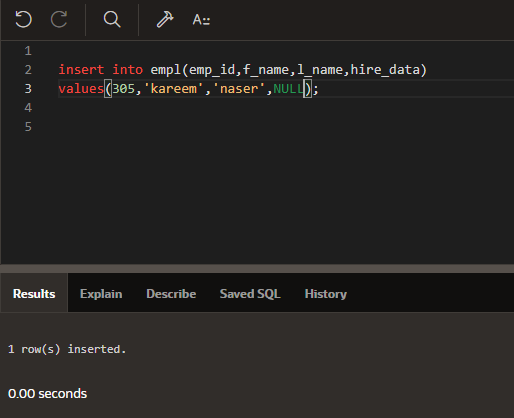 A::
1
2 insert into empl(emp_id,f_name,l_name,hire_data)
3 values(305,'kareem','naser',NULL);
4
5
Results Explain Describe Saved SQL History
1 row(s) inserted.
0.00 seconds